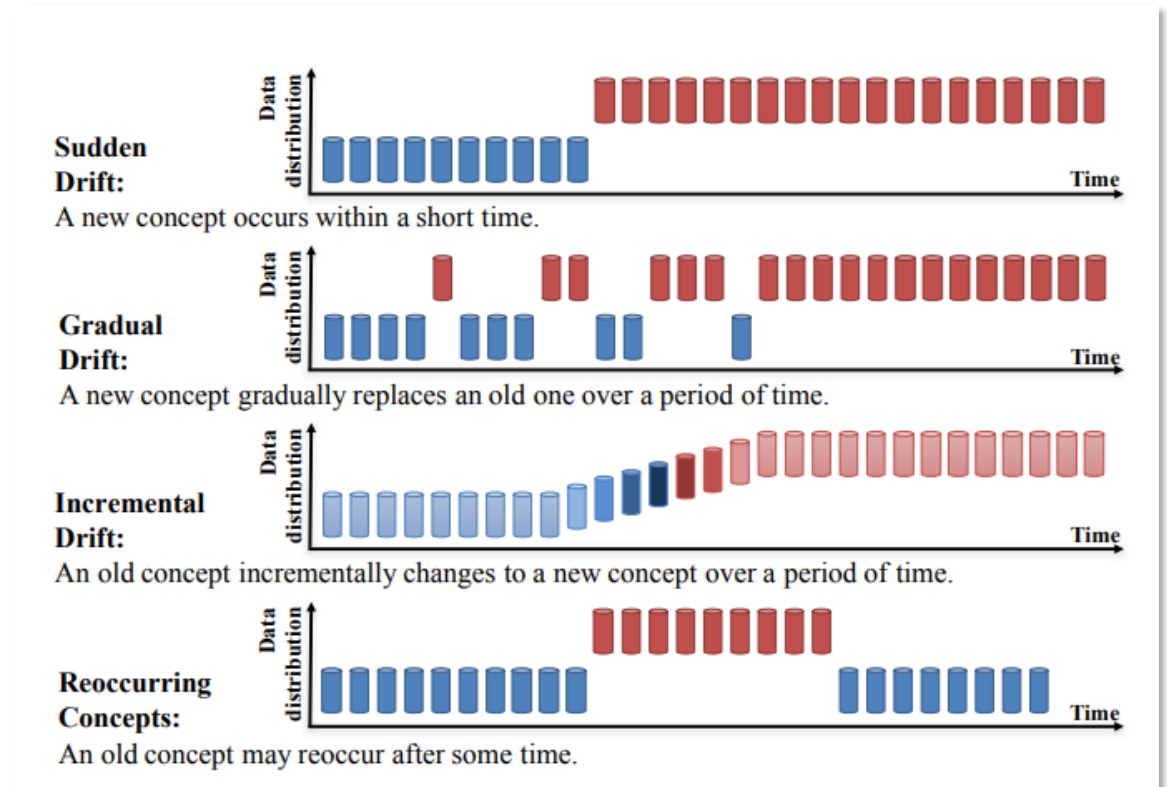 Data
distribution
Sudden
Drift:
Time
A new concept occurs within a short time.
Data
distribution
Gradual
Drift:
Time
A new concept gradually replaces an old one over a period of time.
Data
distribution
Incremental
Drift:
Time
An old concept incrementally changes to a new concept over a period of time.
Data
distribution
Reoccurring
Concepts:
Time
An old concept may reoccur after some time.